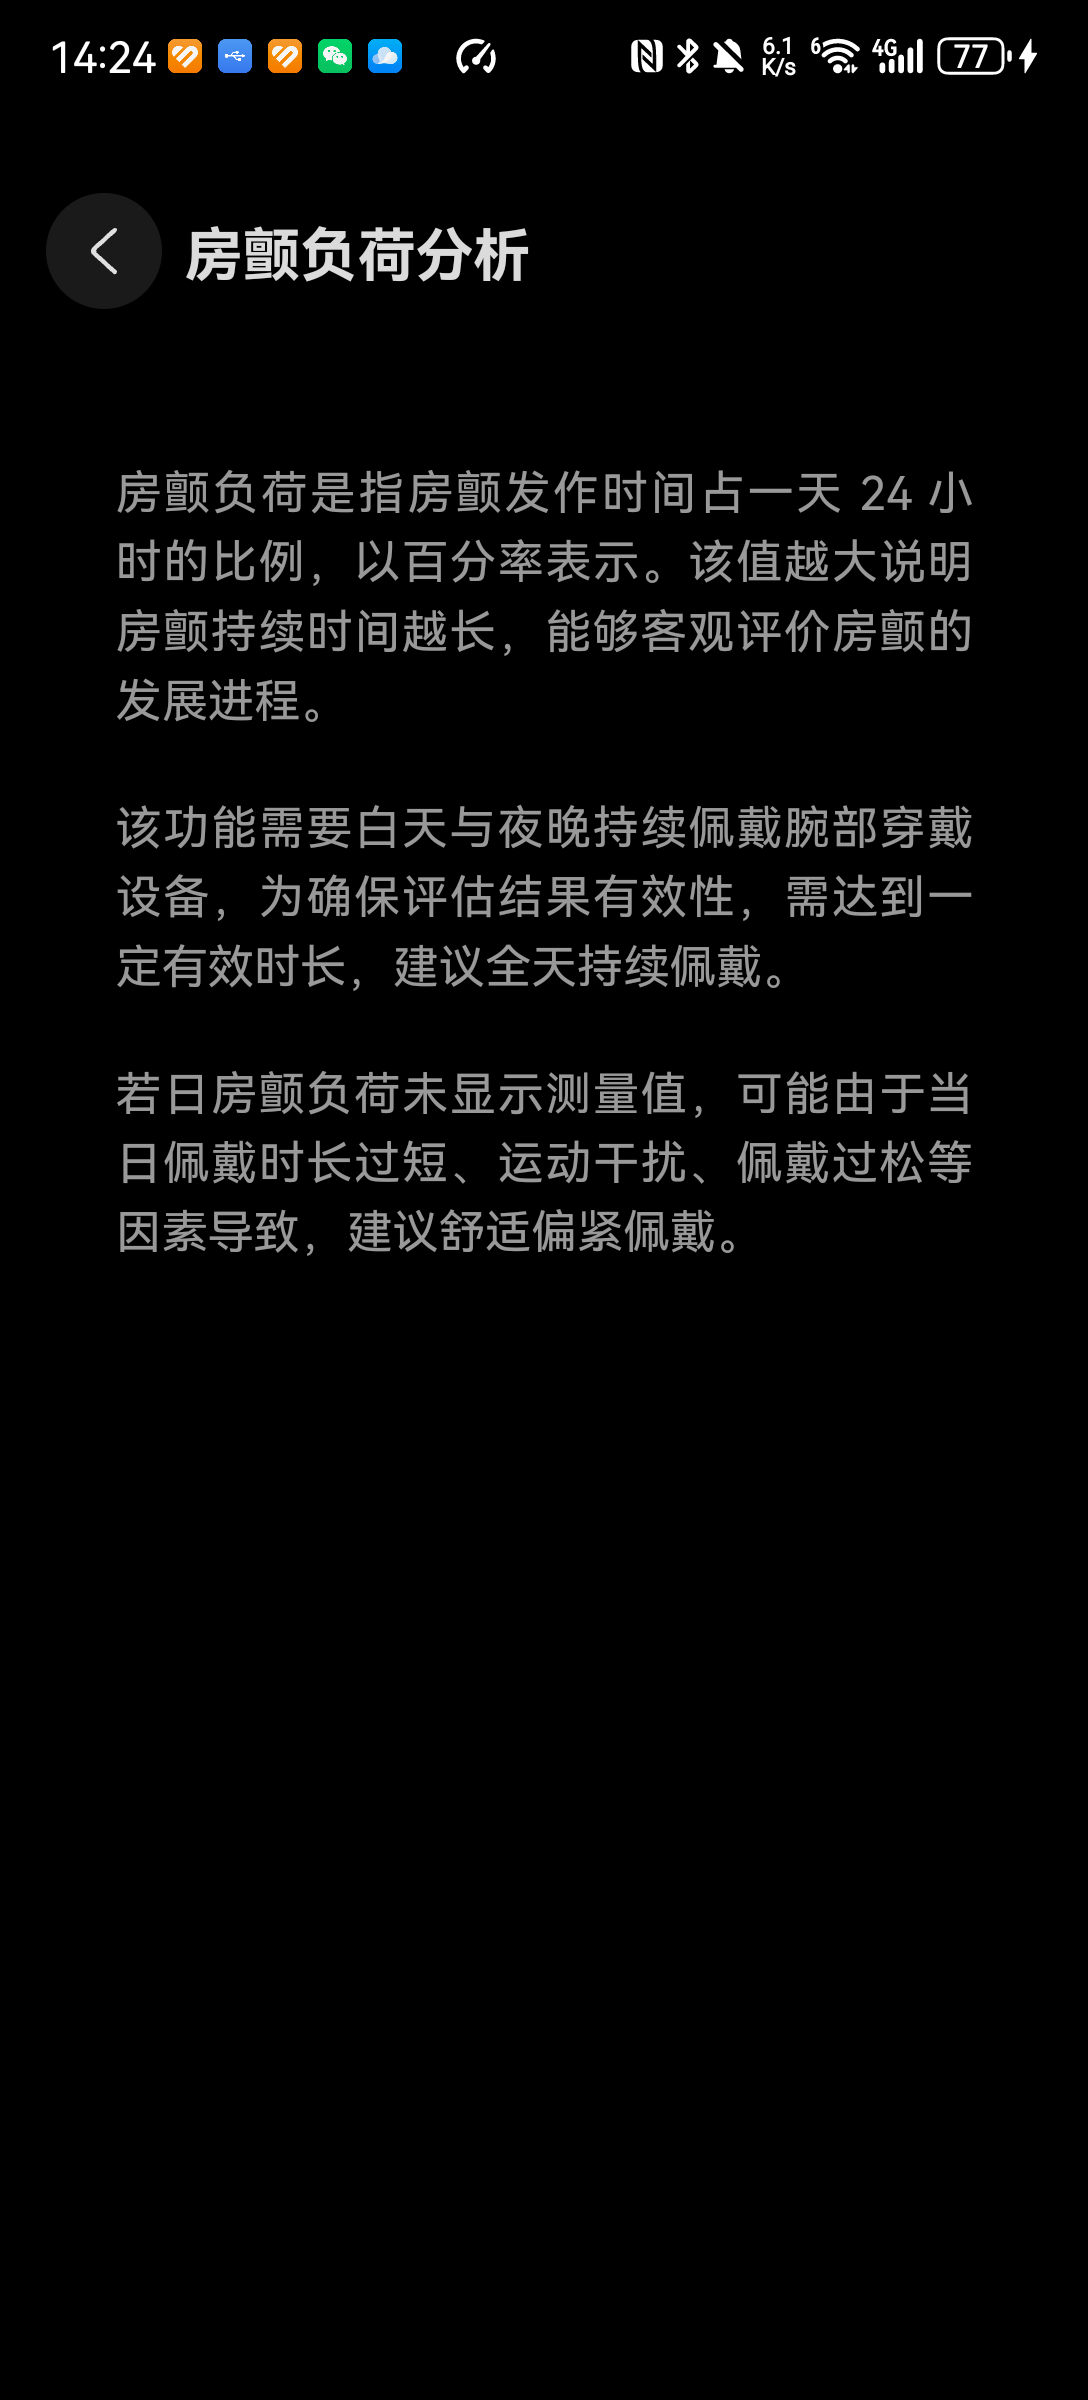 14:24
6.1
K/s
6
4G
77
房颤负荷分析
房颤负荷是指房颤发作时间占一天 24 小
时的比例，以百分率表示。该值越大说明
房颤持续时间越长，能够客观评价房颤的
发展进程。
该功能需要白天与夜晚持续佩戴腕部穿戴
设备，为确保评估结果有效性，需达到一
定有效时长，建议全天持续佩戴。
若日房颤负荷未显示测量值，可能由于当
日佩戴时长过短、运动干扰、佩戴过松等
因素导致，建议舒适偏紧佩戴。